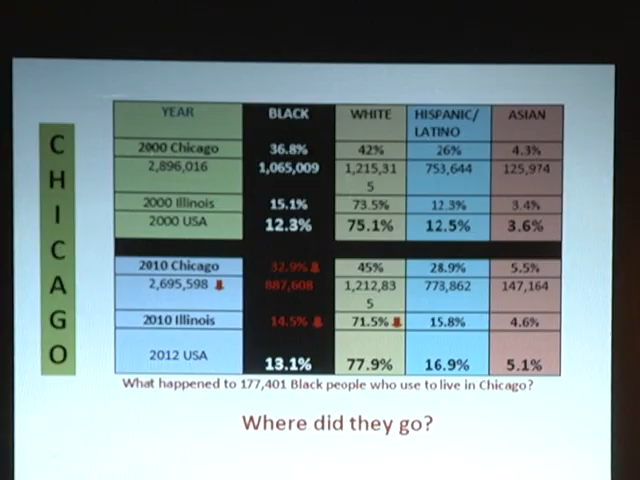 CHICAGO
YEAR BLACK WHITE HISPANIC/ LATINO ASIAN
2000 Chicago 36.8% 42% 26% 4.3%
2,896,016 1,065,009 1,215,31 5 753,644 125,974
2000 Illinois 15.1% 73.5% 12.3% 3.4%
2000 USA 12.3% 75.1% 12.5% 3.6%
2010 Chicago 32.9% 45% 28.9% 5.5%
2,695,598 887,608 1,212,83 5 773,862 147,164
2010 Illinois 14.5% 71.5% 15.8% 4.6%
2012 USA 13.1% 77.9% 16.9% 5.1%
What happened to 177,401 Black people who use to live in Chicago?
Where did they go?